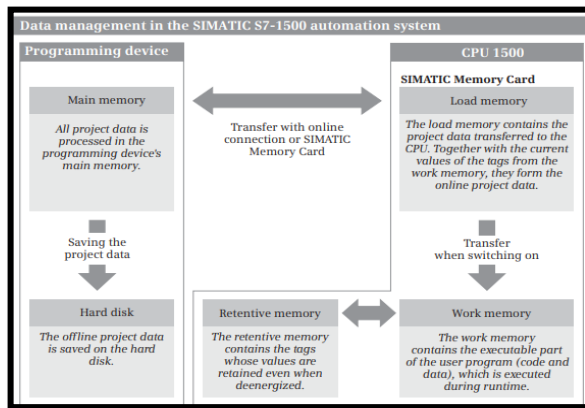 Data management in the SIMATIC S7-1500 automation system
Programming device
Main memory
All project data is
processed in the
programming device's
main memory.
Saving the
project data
Hard disk
The offline project data
is saved on the hard
disk.
Transfer with online
connection or SIMATIC
Memory Card
CPU 1500
SIMATIC Memory Card
Load memory
The load memory contains the
project data transferred to the
CPU. Together with the current
values of the tags from the
work memory, they form the
online project data.
Transfer
when switching on
Retentive memory
The retentive memory
contains the tags
whose values are
retained even when
deenergized.
Work memory
The work memory
contains the executable part
of the user program (code and
data), which is executed
during runtime.